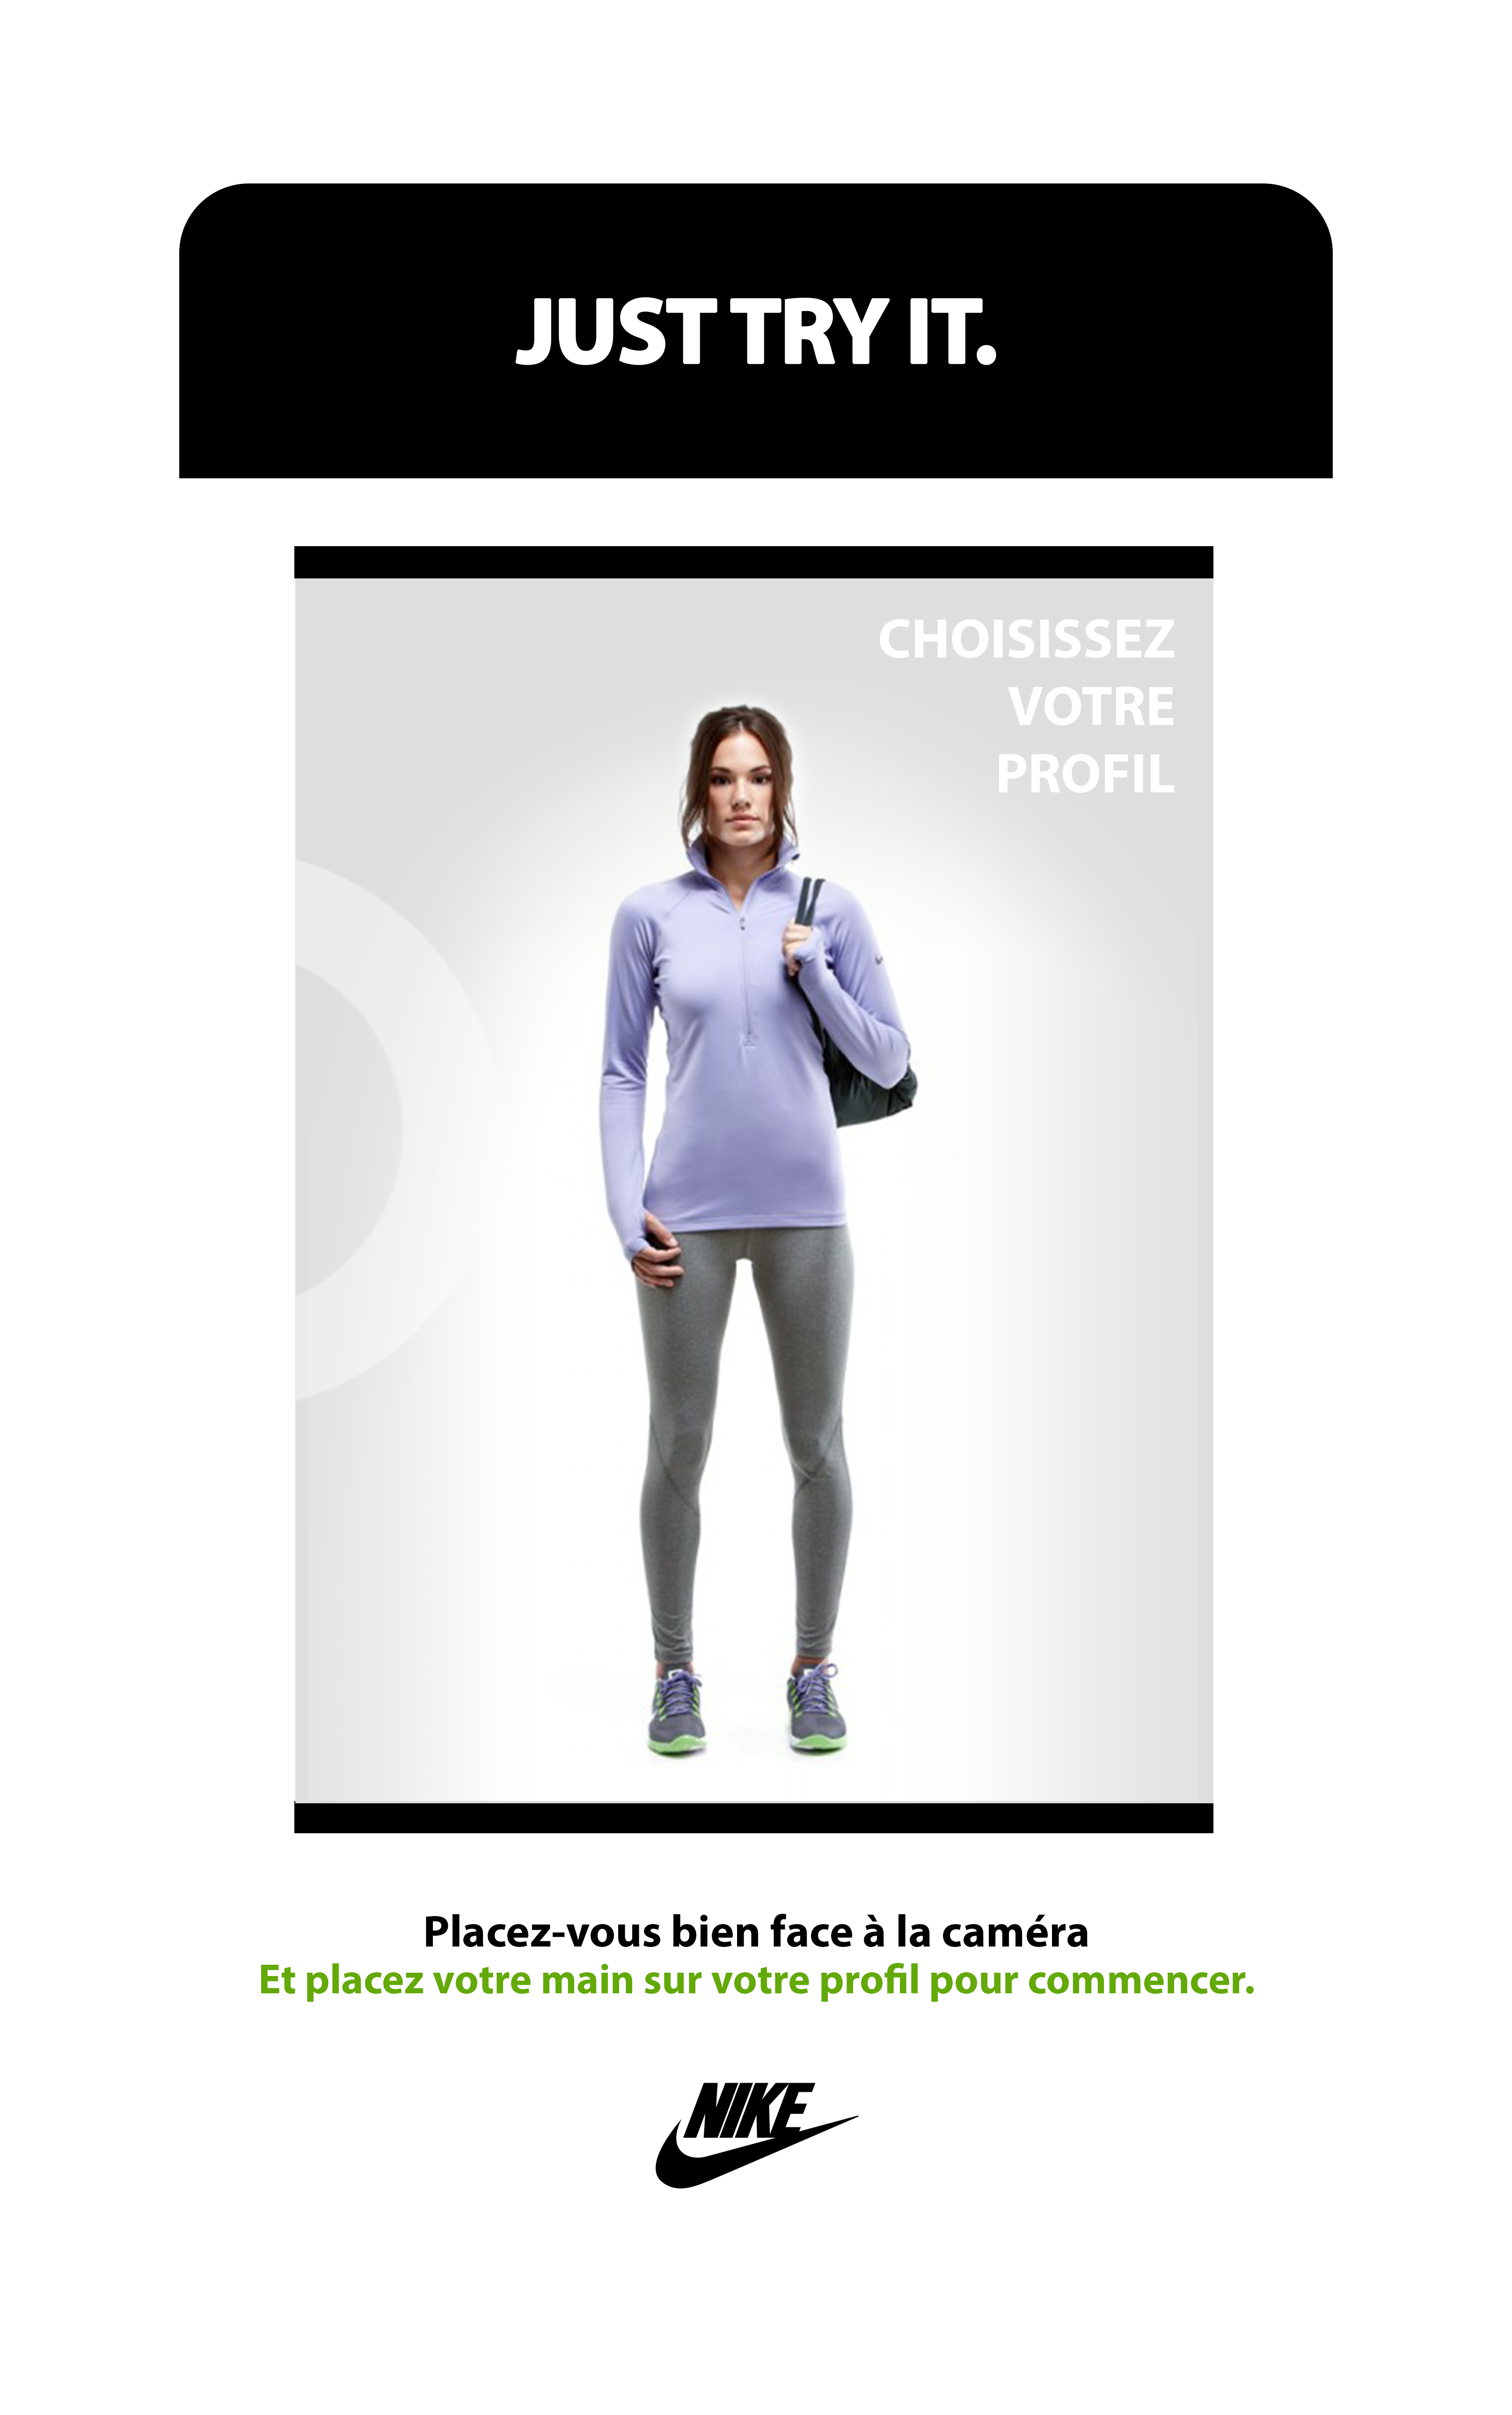 JUST TRY IT.
CHOISISSEZ
VOTRE
PROFIL
Placez-vous bien face à la caméra
Et placez votre main sur votre profil pour commencer.
NIKE